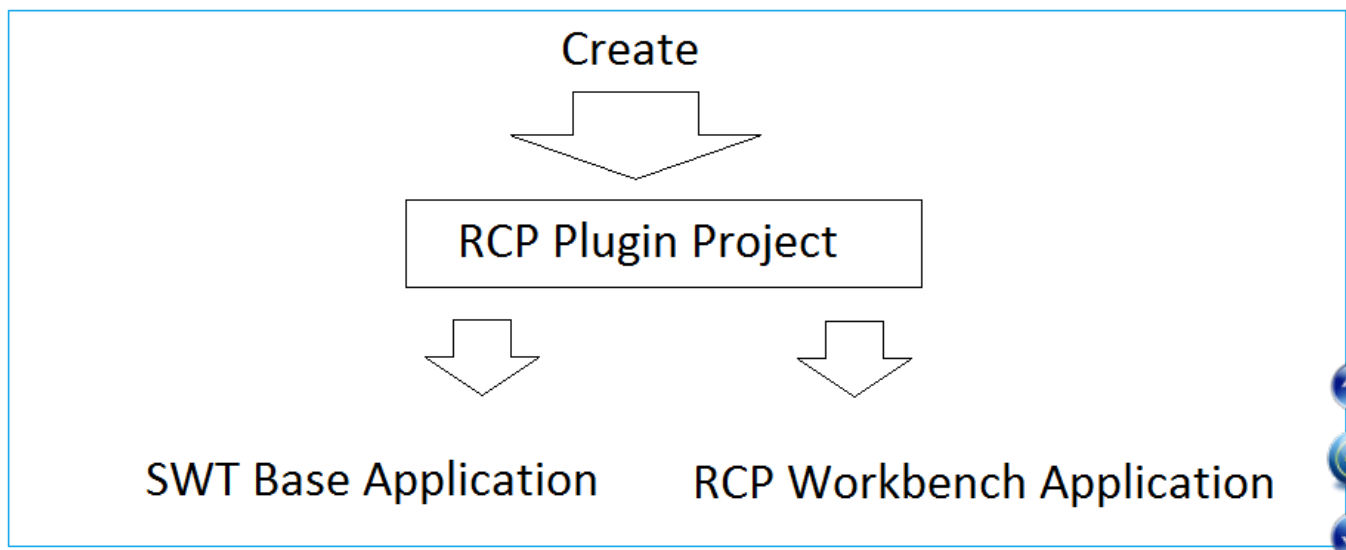 Create
RCP Plugin Project
SWT Base Application
RCP Workbench Application